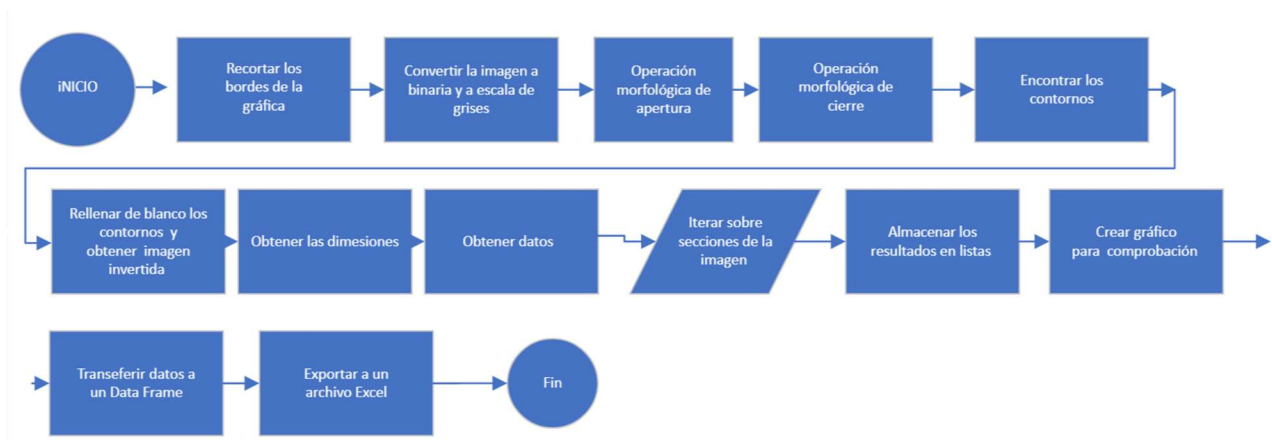 iNICIO
Recortar los
bordes de la
gráfica
Convertir la imagen a
binaria y a escala de
grises
Operación
morfológica de
apertura
Operación
morfológica de
cierre
Encontrar los
contornos
Rellenar de blanco los
contornos y
obtener imagen
invertida
Obtener las dimesiones
Obtener datos
Iterar sobre
secciones de la
imagen
Almacenar los
resultados en listas
Crear gráfico
para comprobación
Transeferir datos a
un Data Frame
Exportar a un
archivo Excel
Fin